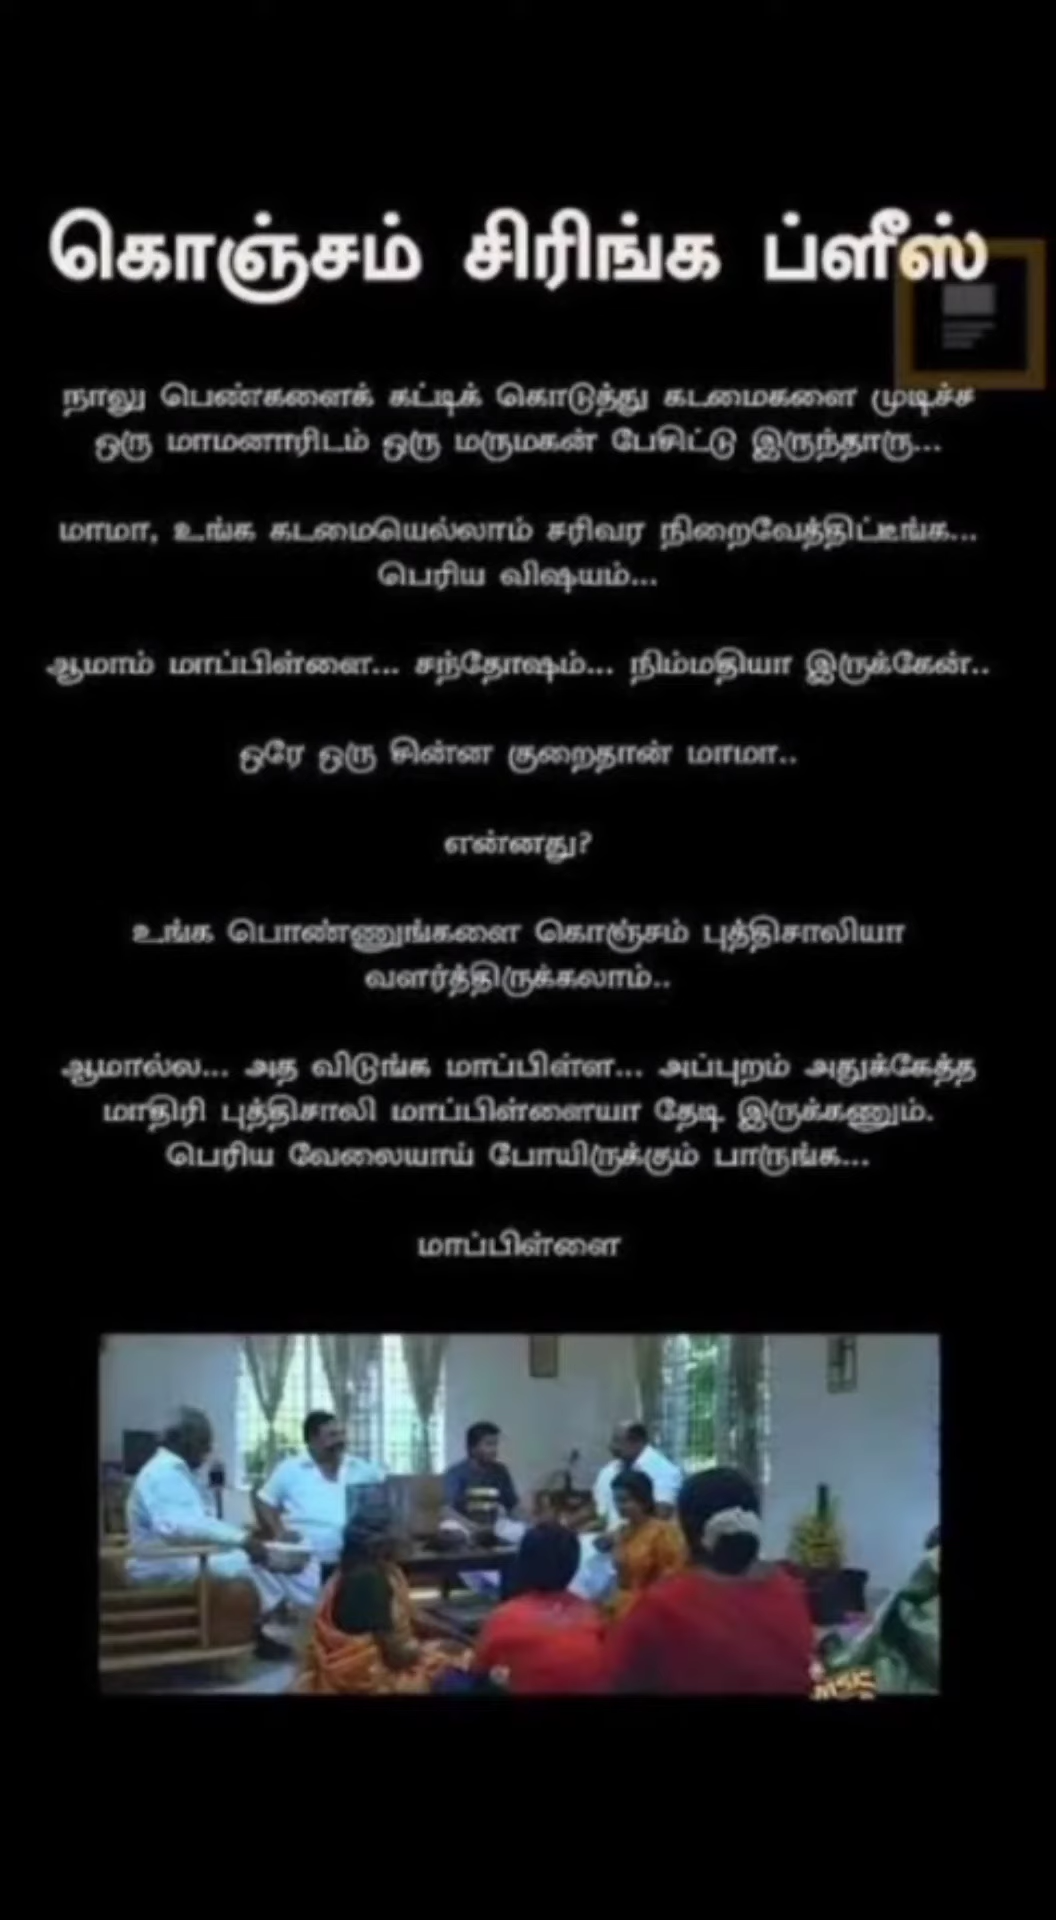 கொஞ்சம் சிரிங்க ப்ளீஸ்
நாலு பெண்களைக் கட்டிக் கொடுத்து கடமைகளை முடிச்ச
ஒரு மாமனாரிடம் ஒரு மருமகன் பேசிட்டு இருந்தாரு...
மாமா, உங்க கடமையெல்லாம் சரிவர நிறைவேத்திட்டீங்க...
பெரிய விஷயம்...
ஆமாம் மாப்பிள்ளை... சந்தோஷம்... நிம்மதியா இருக்கேன்..
ஒரே ஒரு சின்ன குறைதான் மாமா..
என்னது?
உங்க பொண்ணுங்களை கொஞ்சம் புத்திசாலியா
வளர்த்திருக்கலாம்..
ஆமால்ல... அத விடுங்க மாப்பிள்ள... அப்புறம் அதுக்கேத்த
மாதிரி புத்திசாலி மாப்பிள்ளையா தேடி இருக்கணும்.
பெரிய வேலையாய் போயிருக்கும் பாருங்க...
மாப்பிள்ளை